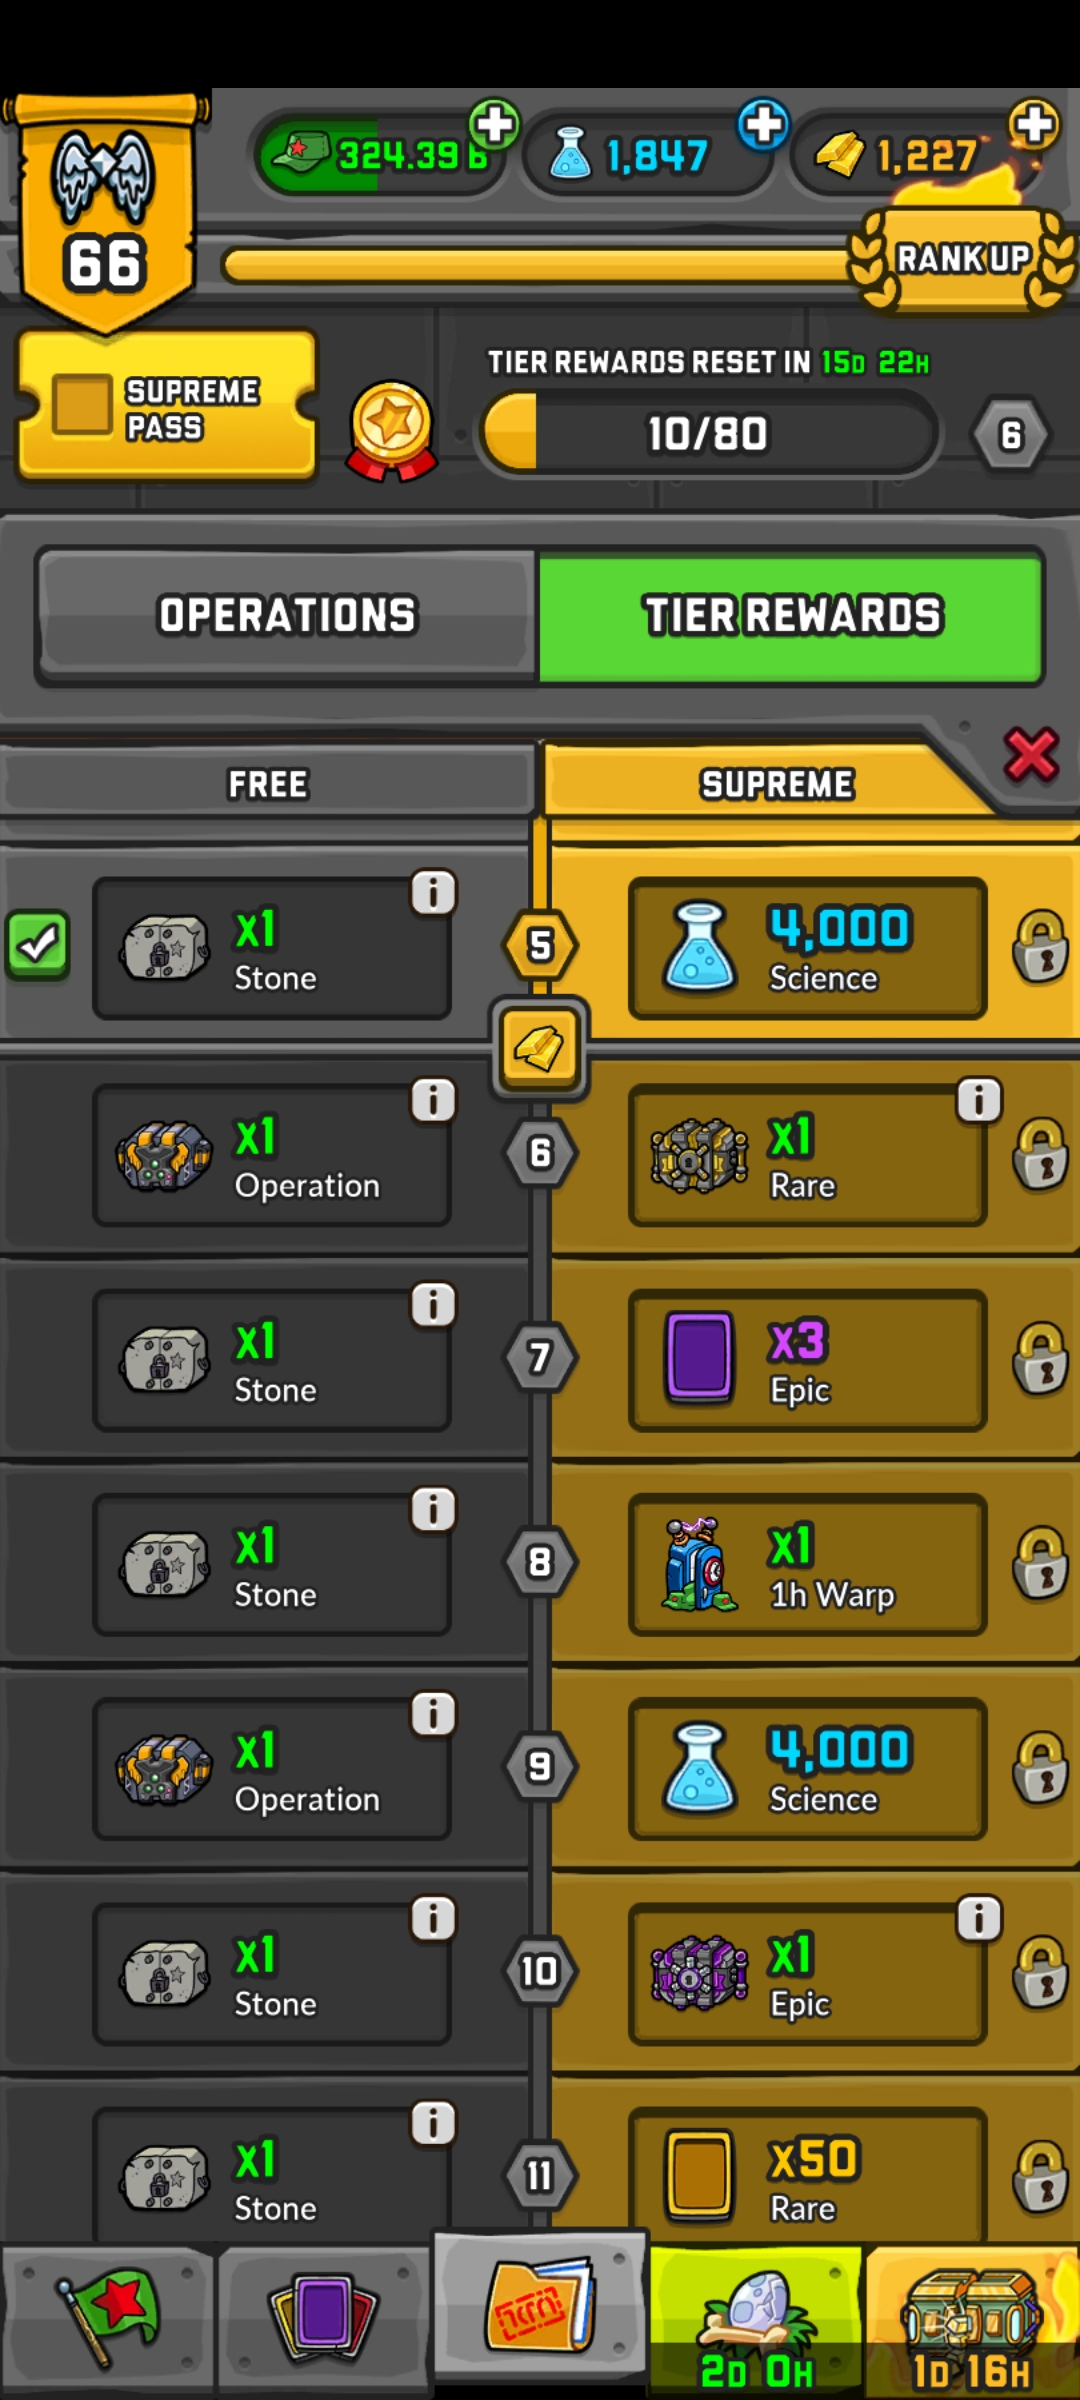 324.39 B
1,847
1,227
66
RANK UP
SUPREME
PASS
TIER REWARDS RESET IN 15D 22H
10/80
6
OPERATIONS
TIER REWARDS
FREE
SUPREME
X1
Stone
5
4,000
Science
X1
Operation
6
X1
Rare
X1
Stone
7
X3
Epic
X1
Stone
8
X1
1h Warp
X1
Operation
9
4,000
Science
X1
Stone
10
X1
Epic
X1
Stone
11
X50
Rare
2D 0H
1D 16H